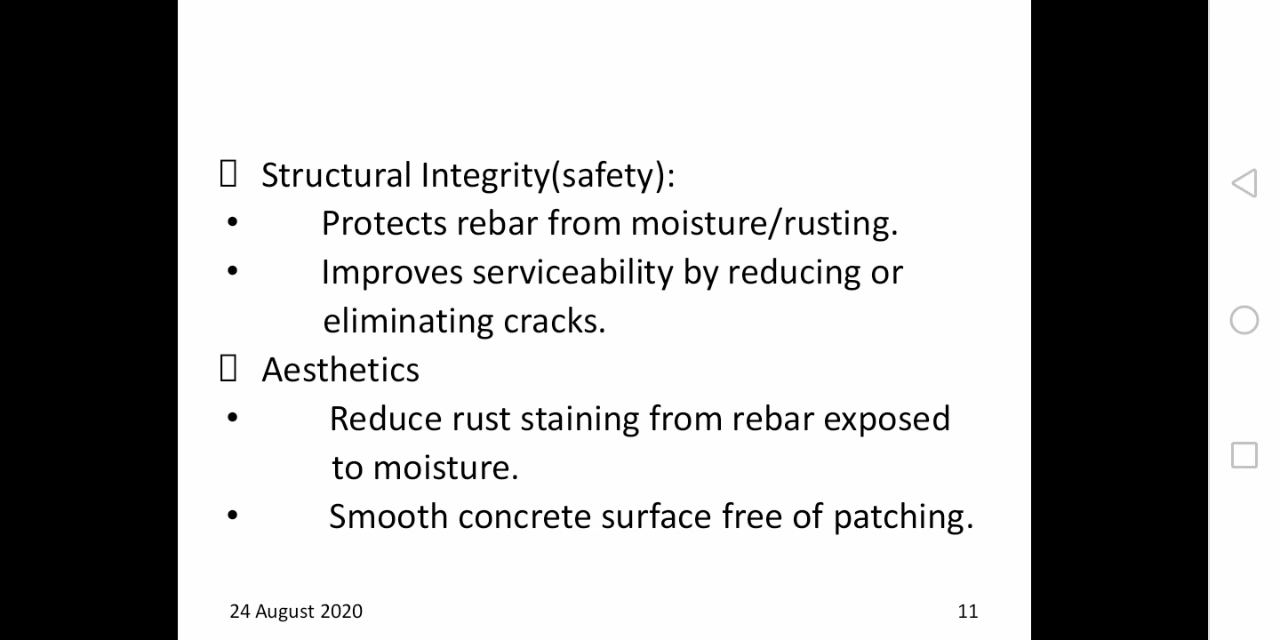 Structural Integrity(safety):
• Protects rebar from moisture/rusting.
• Improves serviceability by reducing or
eliminating cracks.
Aesthetics
• Reduce rust staining from rebar exposed
to moisture.
• Smooth concrete surface free of patching.
24 August 2020
11